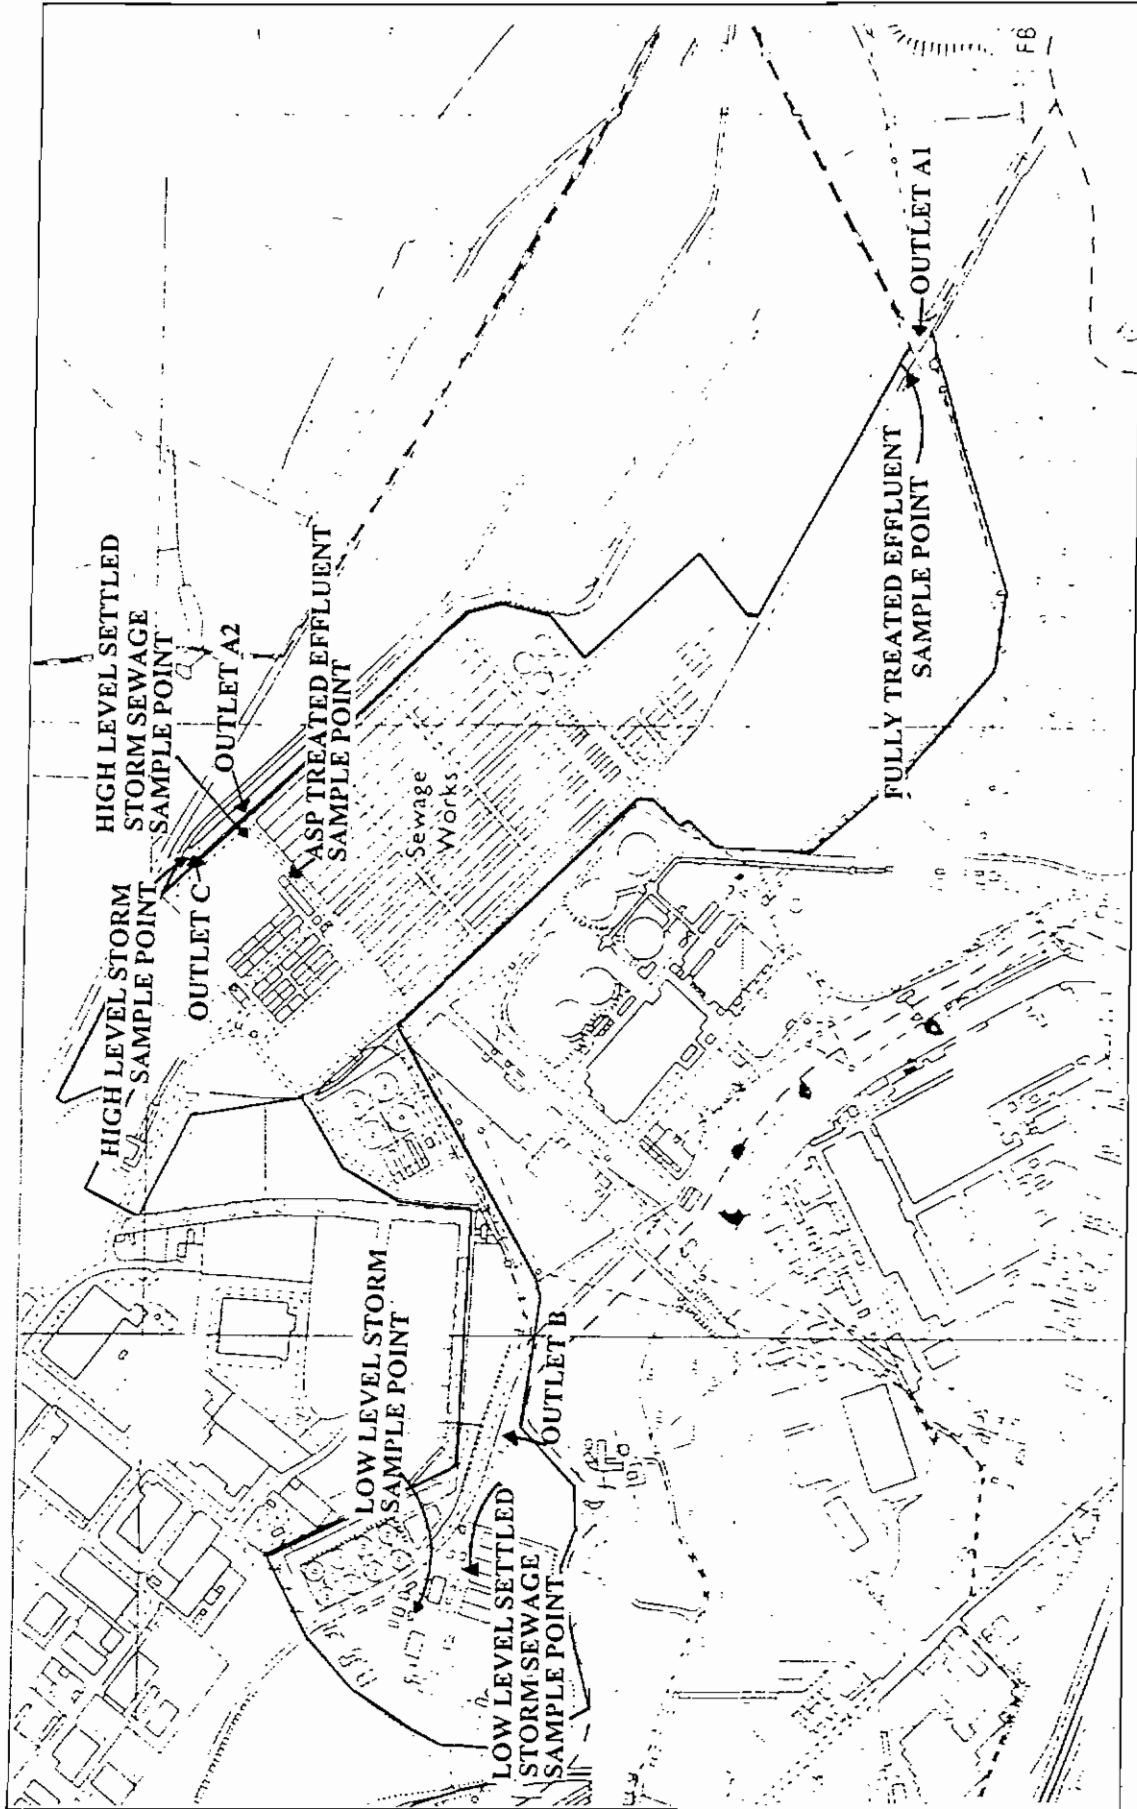 HIGH LEVEL SETTLED
STORM SEWAGE
SAMPLE POINT
OUTLET A2
HIGH LEVEL STORM
SAMPLE POINT
OUTLET C
ASP TREATED EFFLUENT
SAMPLE POINT
Sewage
Works
LOW LEVEL STORM
SAMPLE POINT
OUTLET B
LOW LEVEL SETTLED
STORM SEWAGE
SAMPLE POINT
FULLY TREATED EFFLUENT
SAMPLE POINT
OUTLET A1
FB